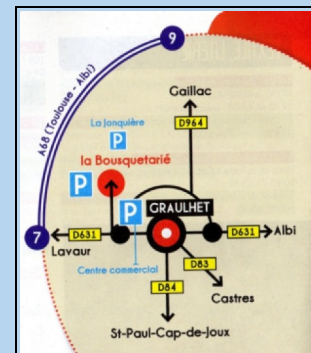 9
A68 (Toulouse - Albi)
Gaillac
D964
La Jonquière
P
la Bousquetarié
P
P
GRAULHET
7
D631
Lavaur
D631
Albi
Centre commercial
D83
D84
Castres
St-Paul-Cap-de-Joux